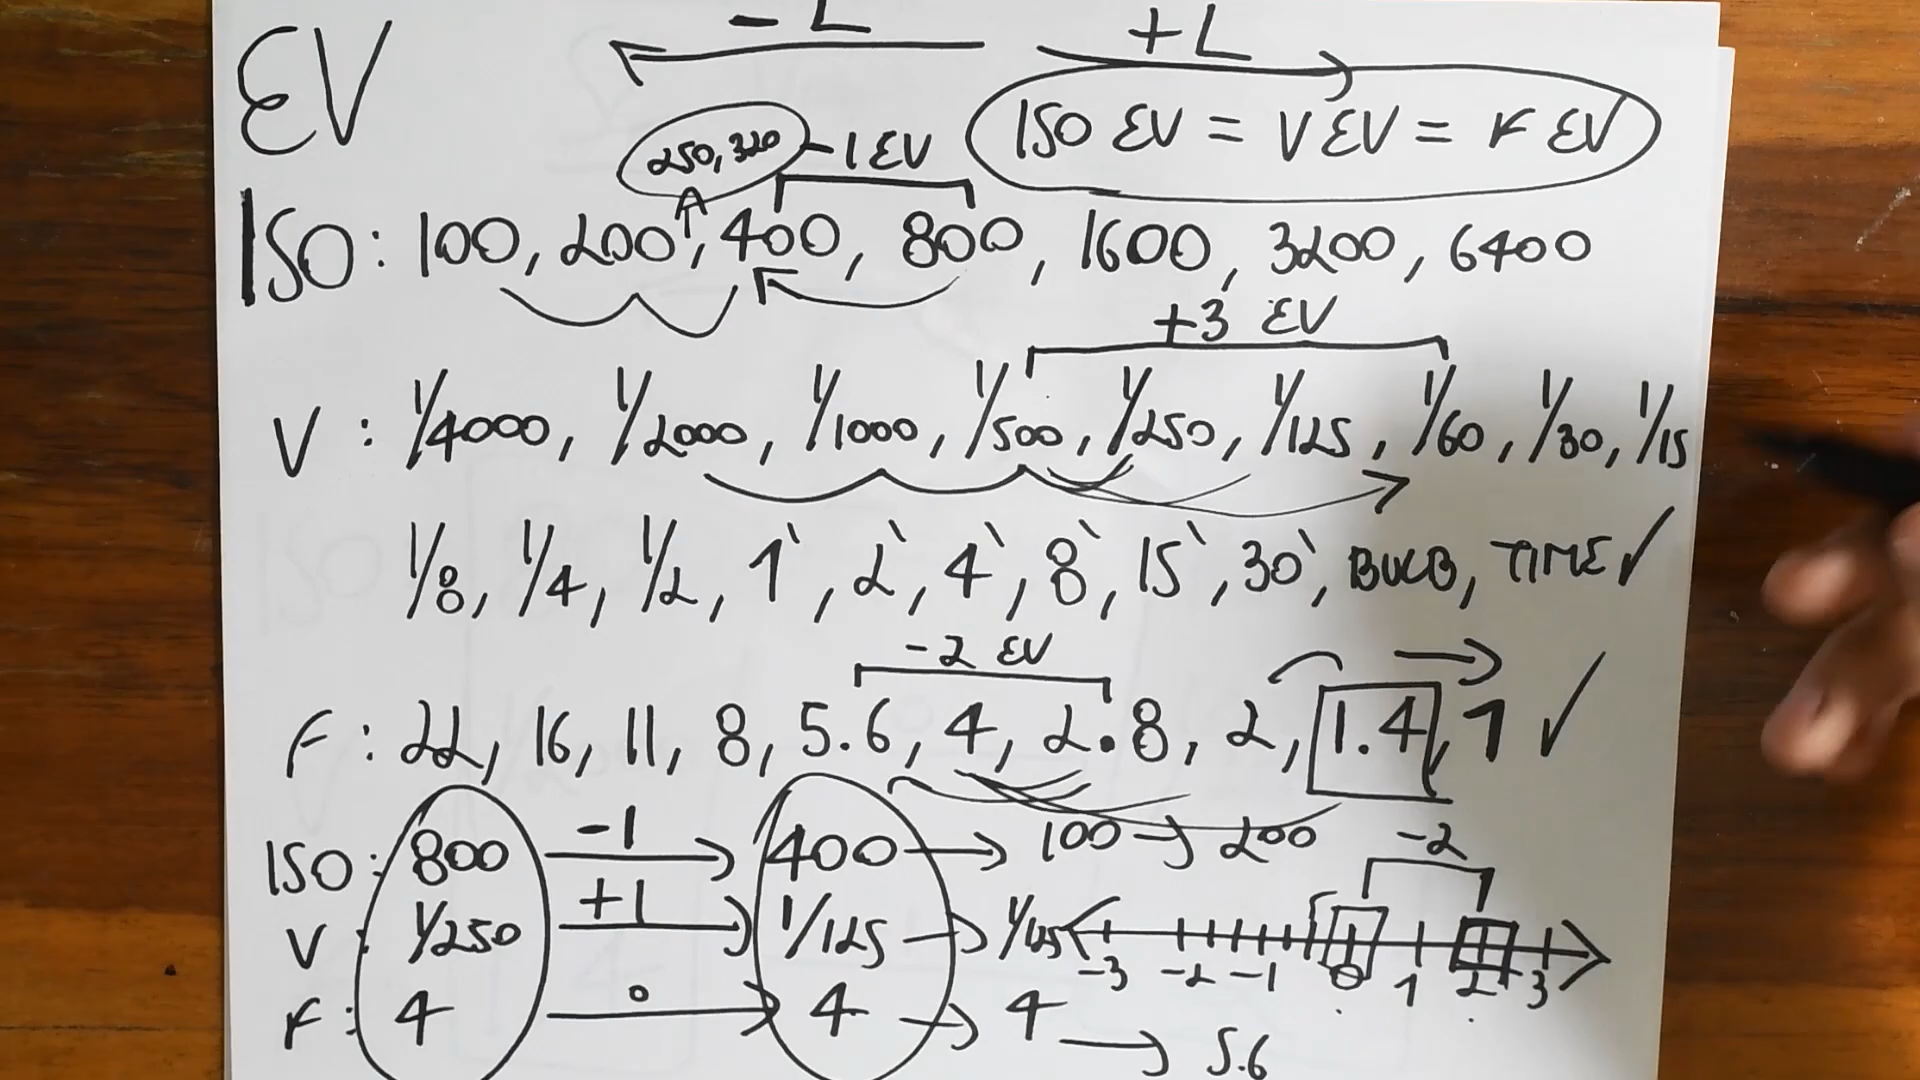 - L +L
EV
250, 320 -1 EV ISO EV = V EV = F EV
ISO: 100, 200, 400, 800, 1600, 3200, 6400
+3 EV
V: 1/4000, 1/2000, 1/1000, 1/500, 1/250, 1/125, 1/60, 1/30, 1/15
1/8, 1/4, 1/2, 1`, 2`, 4`, 8`, 15`, 30`, BULB, TIME ✓
-2 EV
F: 22, 16, 11, 8, 5.6, 4, 2.8, 2, 1.4, 1 ✓
ISO: 800 -1 → 400 → 100 → 200 -2
V: 1/250 +1 → 1/125 → 1/125
-3 -2 -1 0 1 2 3
F: 4 0 → 4 → 4 → 5.6